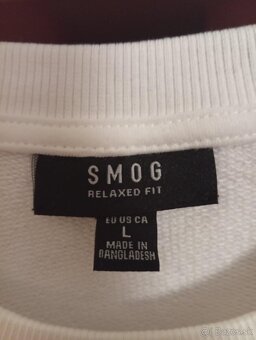 SMOG
RELAXED FIT
EU US CA
L
MADE IN
BANGLADESH